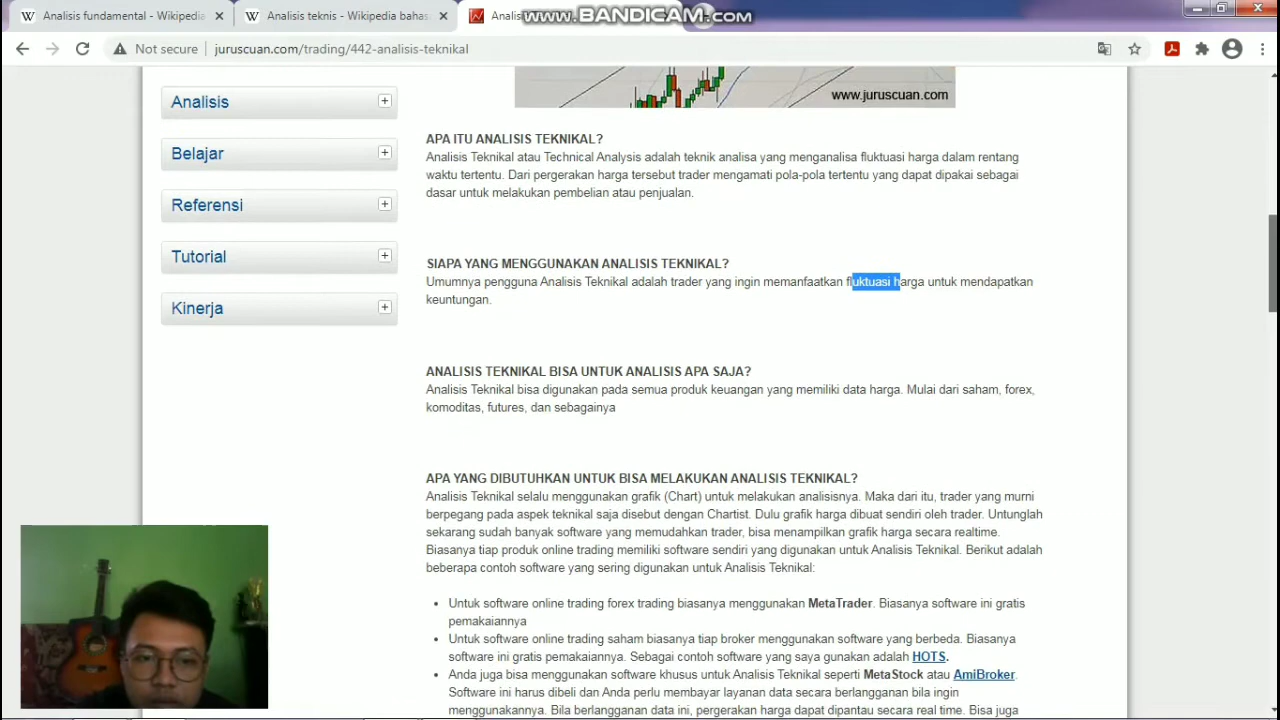 Analisis fundamental - Wikipedia
Analisis teknis - Wikipedia bahas
Anali
WWW.BANDICAM.COM
Not secure
juruscuan.com/trading/442-analisis-teknikal
www.juruscuan.com
Analisis
Belajar
Referensi
Tutorial
Kinerja
APA ITU ANALISIS TEKNIKAL?
Analisis Teknikal atau Technical Analysis adalah teknik analisa yang menganalisa fluktuasi harga dalam rentang
waktu tertentu. Dari pergerakan harga tersebut trader mengamati pola-pola tertentu yang dapat dipakai sebagai
dasar untuk melakukan pembelian atau penjualan.
SIAPA YANG MENGGUNAKAN ANALISIS TEKNIKAL?
Umumnya pengguna Analisis Teknikal adalah trader yang ingin memanfaatkan fluktuasi harga untuk mendapatkan
keuntungan.
ANALISIS TEKNIKAL BISA UNTUK ANALISIS APA SAJA?
Analisis Teknikal bisa digunakan pada semua produk keuangan yang memiliki data harga. Mulai dari saham, forex,
komoditas, futures, dan sebagainya
APA YANG DIBUTUHKAN UNTUK BISA MELAKUKAN ANALISIS TEKNIKAL?
Analisis Teknikal selalu menggunakan grafik (Chart) untuk melakukan analisisnya. Maka dari itu, trader yang murni
berpegang pada aspek teknikal saja disebut dengan Chartist. Dulu grafik harga dibuat sendiri oleh trader. Untunglah
sekarang sudah banyak software yang memudahkan trader, bisa menampilkan grafik harga secara realtime.
Biasanya tiap produk online trading memiliki software sendiri yang digunakan untuk Analisis Teknikal. Berikut adalah
beberapa contoh software yang sering digunakan untuk Analisis Teknikal:
Untuk software online trading forex trading biasanya menggunakan MetaTrader. Biasanya software ini gratis
pemakaiannya
Untuk software online trading saham biasanya tiap broker menggunakan software yang berbeda. Biasanya
software ini gratis pemakaiannya. Sebagai contoh software yang saya gunakan adalah HOTS.
Anda juga bisa menggunakan software khusus untuk Analisis Teknikal seperti MetaStock atau AmiBroker.
Software ini harus dibeli dan Anda perlu membayar layanan data secara berlangganan bila ingin
menggunakannya. Bila berlangganan data ini, pergerakan harga dapat dipantau secara real time. Bisa juga